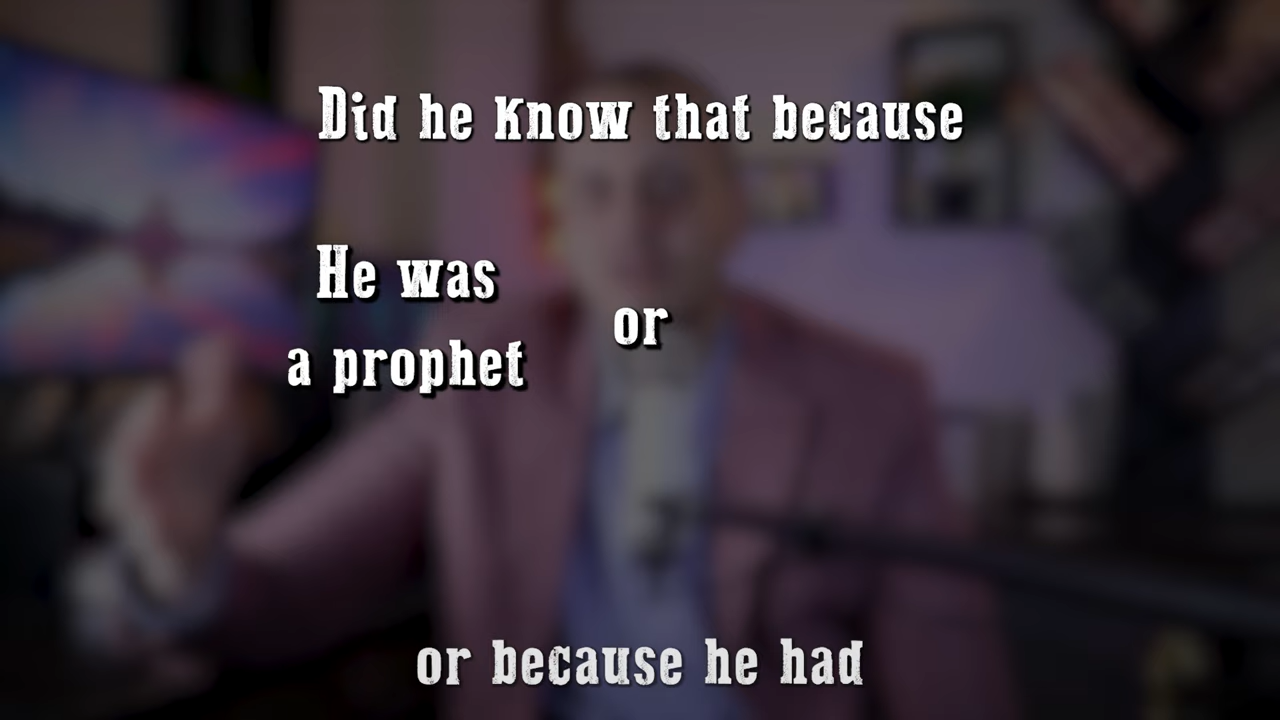 Did he know that because
He was
a prophet
or
or because he had